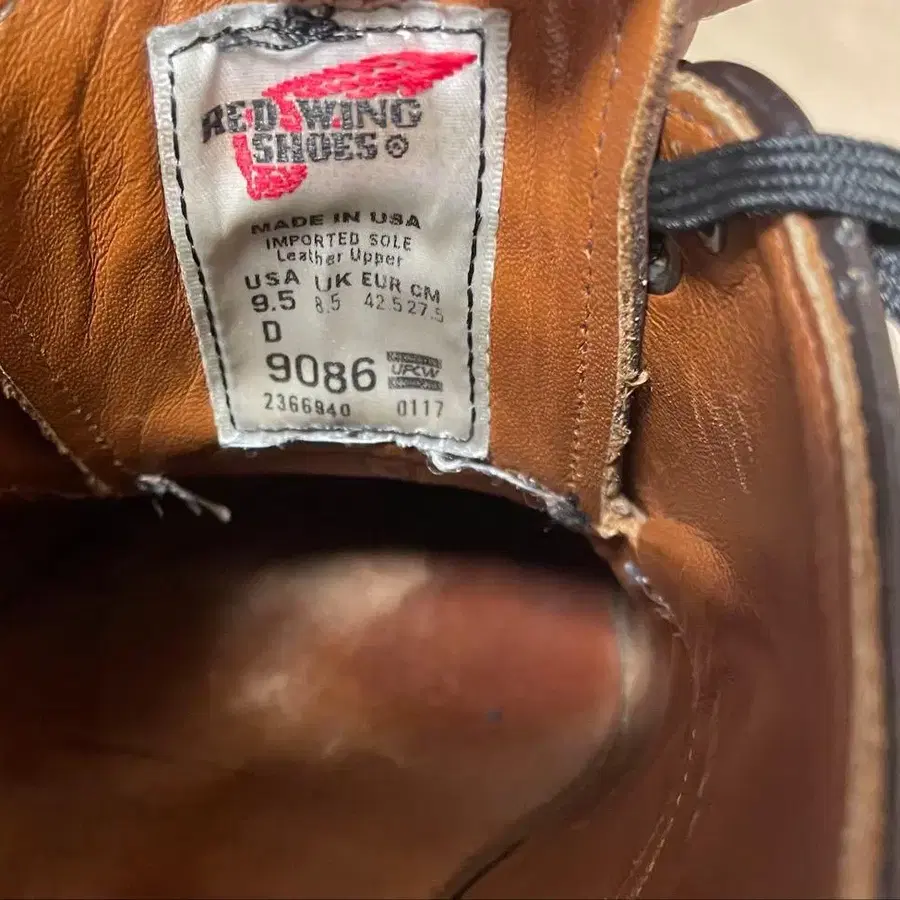 RED WING
SHOES ®
MADE IN USA
IMPORTED SOLE
Leather Upper
USA UK EUR CM
9.5 8.5 42.5 27.5
D
9086 UFCW
2366940 0117